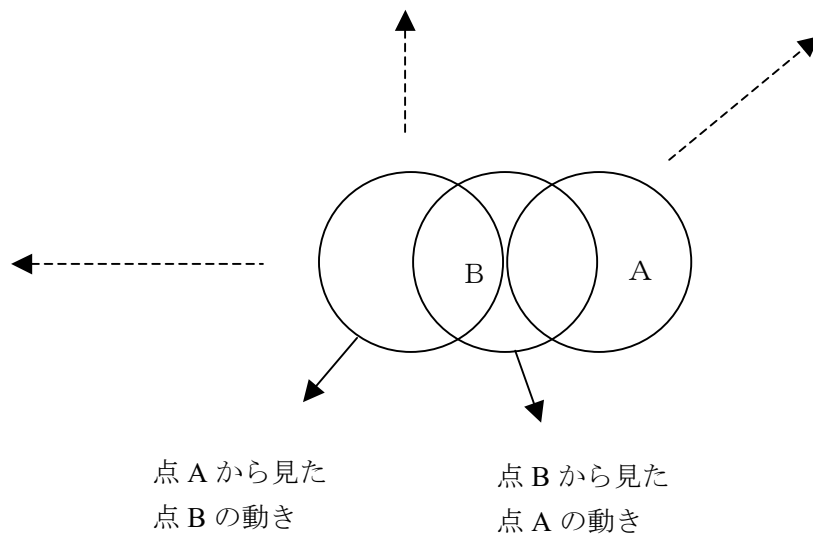 B
A
点 A から見た
点 B の動き
点 B から見た
点 A の動き